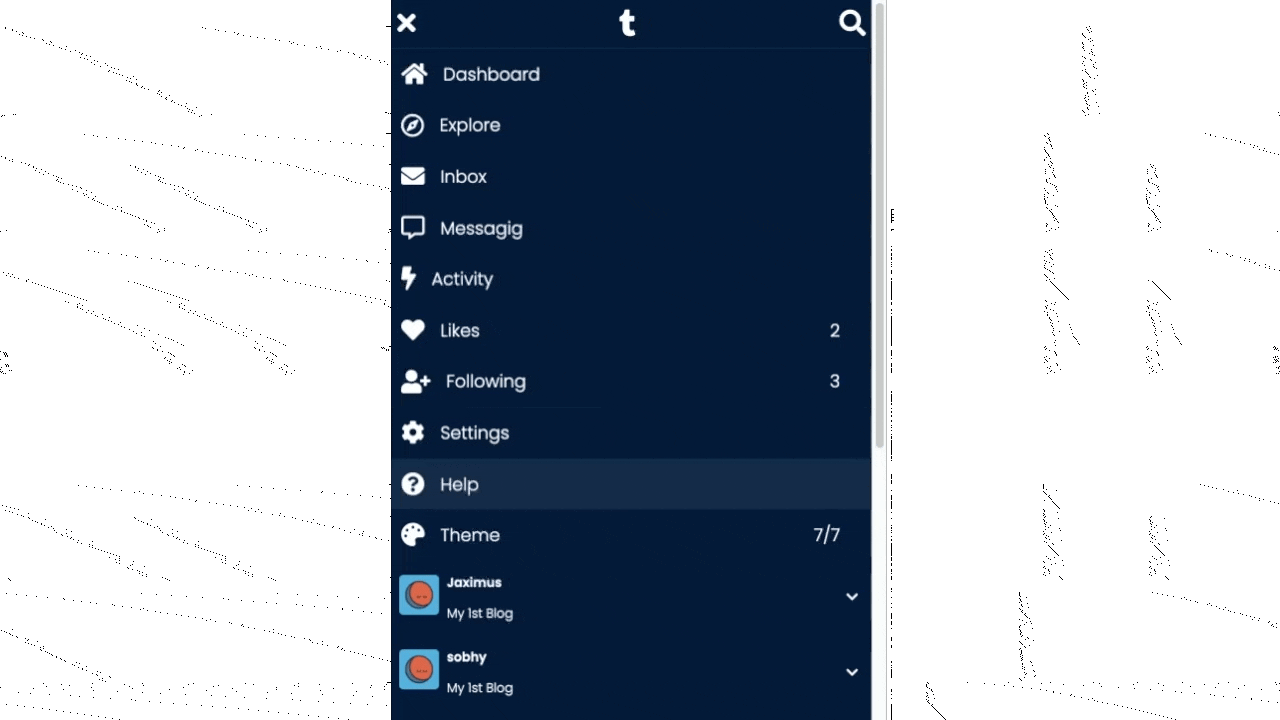 t
Dashboard
Explore
Inbox
Messagig
Activity
Likes 2
Following 3
Settings
Help
Theme 7/7
Jaximus
My 1st Blog
sobhy
My 1st Blog